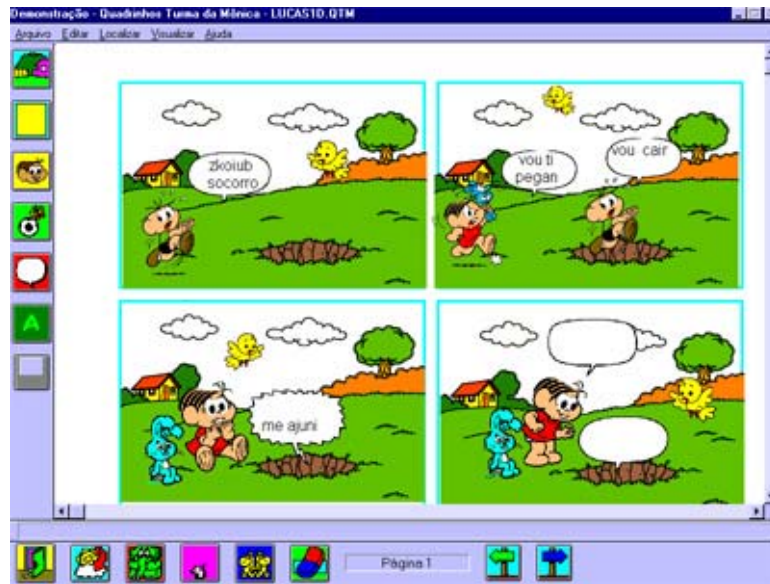 Demonstração - Quadrinhos Turma da Mônica - LUCAS1D.QTM
Arquivo Editar Localizar Visualizar Ajuda
zkoiub
socorro
vou ti
pegan
vou cair
me ajuni
A
Página 1